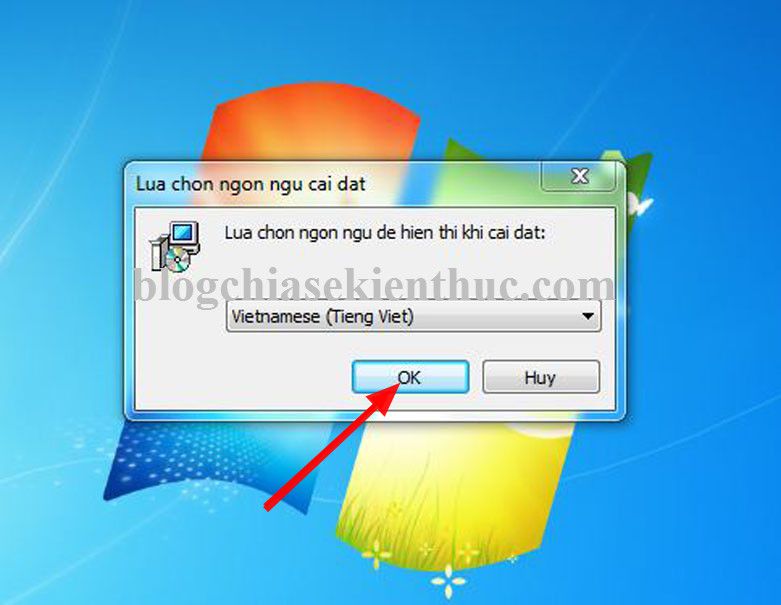 Lua chon ngon ngu cai dat
Lua chon ngon ngu de hien thi khi cai dat:
blogchiasekienthuc.com
Vietnamese (Tieng Viet)
OK
Huy